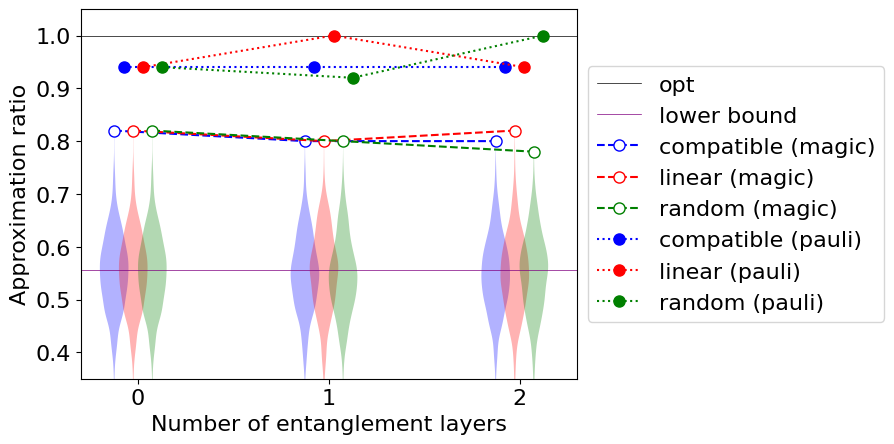 1.0
0.9
0.8
0.7
0.6
0.5
0.4
Approximation ratio
0 1 2
Number of entanglement layers
opt
lower bound
compatible (magic)
linear (magic)
random (magic)
compatible (pauli)
linear (pauli)
random (pauli)